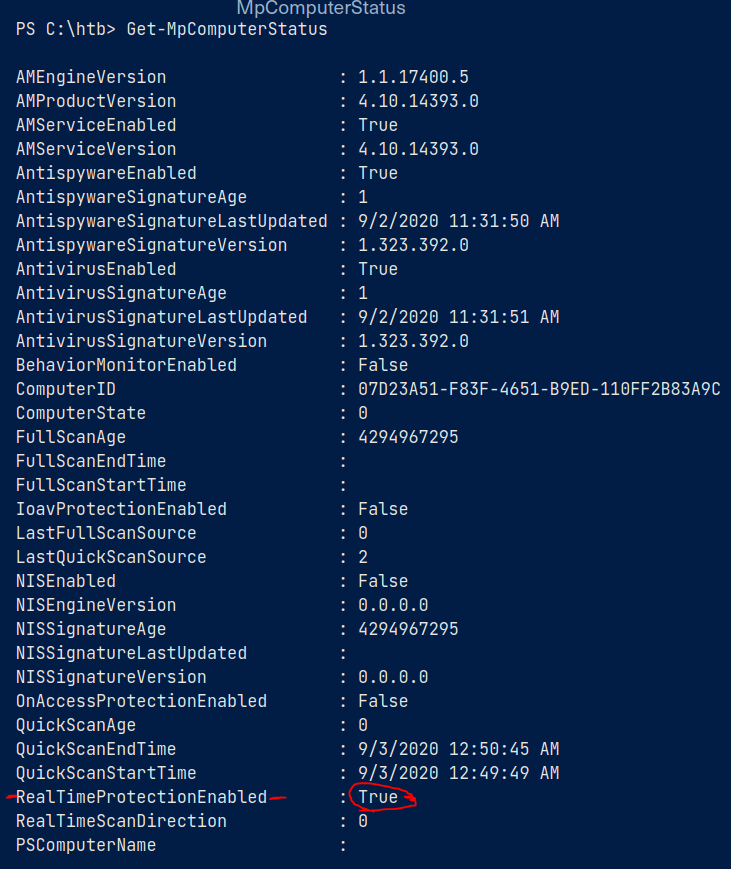 MpComputerStatus
PS C:\htb> Get-MpComputerStatus
AMEngineVersion : 1.1.17400.5
AMProductVersion : 4.10.14393.0
AMServiceEnabled : True
AMServiceVersion : 4.10.14393.0
AntispywareEnabled : True
AntispywareSignatureAge : 1
AntispywareSignatureLastUpdated : 9/2/2020 11:31:50 AM
AntispywareSignatureVersion : 1.323.392.0
AntivirusEnabled : True
AntivirusSignatureAge : 1
AntivirusSignatureLastUpdated : 9/2/2020 11:31:51 AM
AntivirusSignatureVersion : 1.323.392.0
BehaviorMonitorEnabled : False
ComputerID : 07D23A51-F83F-4651-B9ED-110FF2B83A9C
ComputerState : 0
FullScanAge : 4294967295
FullScanEndTime :
FullScanStartTime :
IoavProtectionEnabled : False
LastFullScanSource : 0
LastQuickScanSource : 2
NISEnabled : False
NISEngineVersion : 0.0.0.0
NISSignatureAge : 4294967295
NISSignatureLastUpdated :
NISSignatureVersion : 0.0.0.0
OnAccessProtectionEnabled : False
QuickScanAge : 0
QuickScanEndTime : 9/3/2020 12:50:45 AM
QuickScanStartTime : 9/3/2020 12:49:49 AM
RealTimeProtectionEnabled : True
RealTimeScanDirection : 0
PSComputerName :